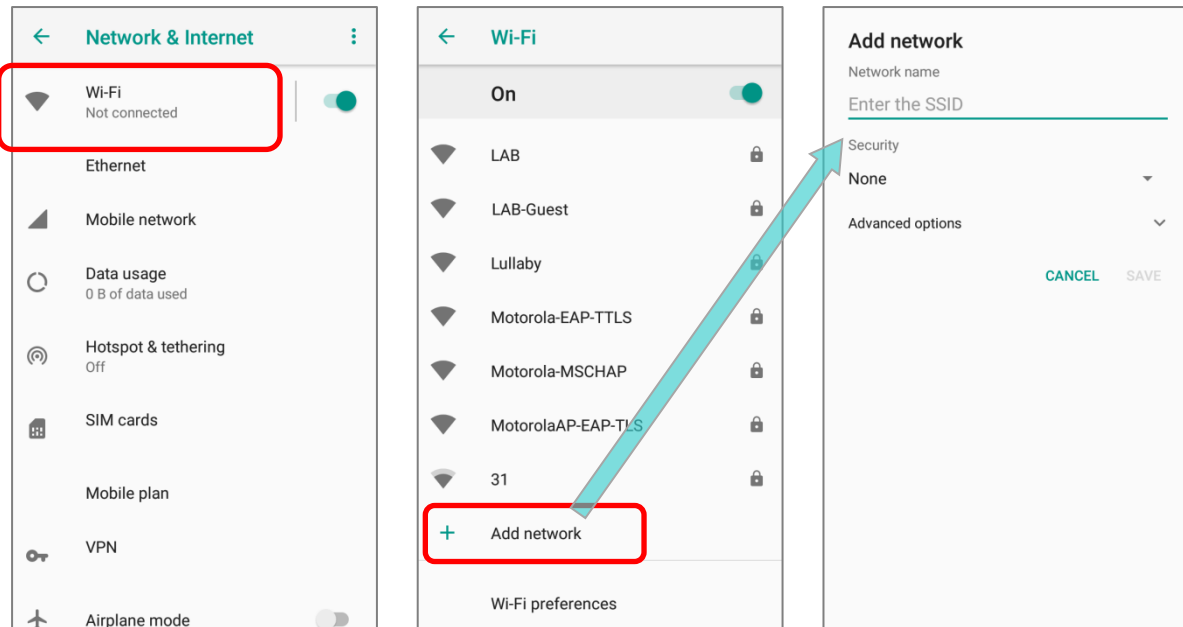 Network & Internet
Wi-Fi
Not connected
Ethernet
Mobile network
Data usage
0 B of data used
Hotspot & tethering
Off
SIM cards
Mobile plan
VPN
Airplane mode
Wi-Fi
On
LAB
LAB-Guest
Lullaby
Motorola-EAP-TTLS
Motorola-MSCHAP
MotorolaAP-EAP-TLS
31
Add network
Wi-Fi preferences
Add network
Network name
Enter the SSID
Security
None
Advanced options
CANCEL SAVE